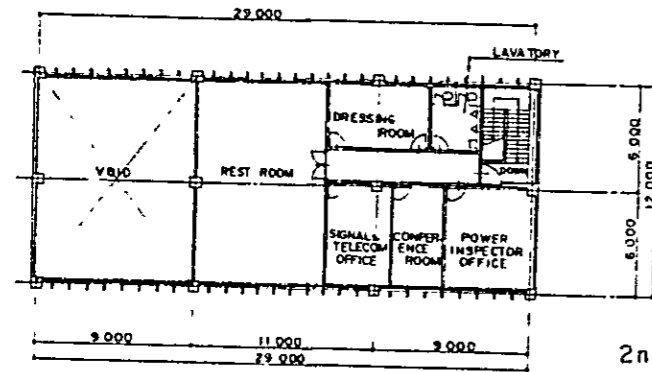 29 000
LAVATORY
DRESSING
ROOM
VOID
REST ROOM
DOWN
6.000
12.000
6.000
SIGNAL &
TELECOM
OFFICE
CONFER
ENCE
ROOM
POWER
INSPECTOR
OFFICE
9 000
11 000
9 000
29 000
2n